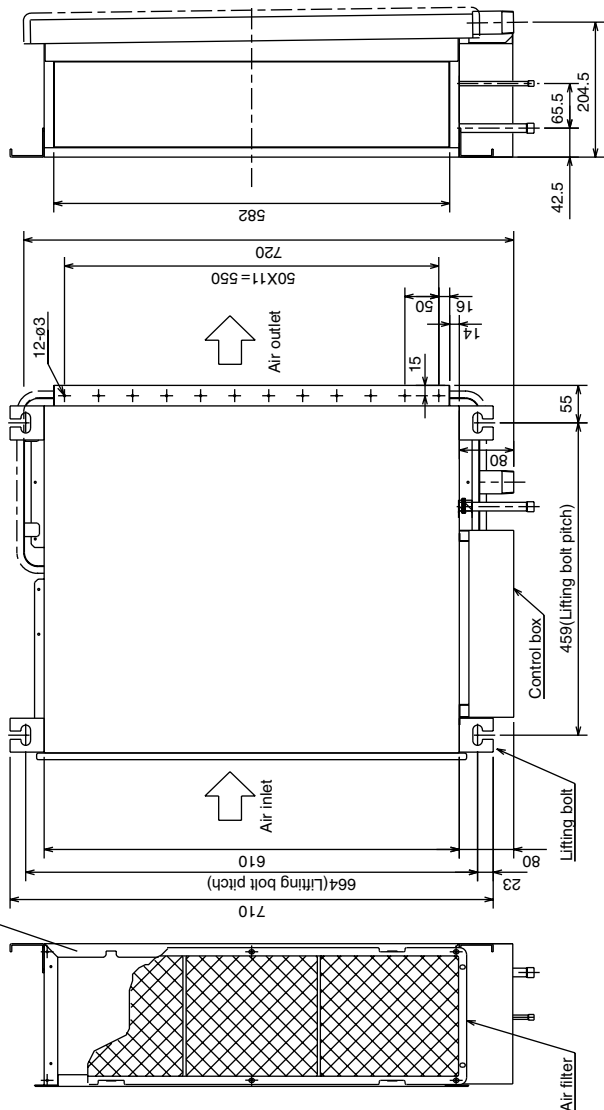 204.5
65.5
42.5
582
720
50X11=550
12-ø3
Air outlet
50
16
14
15
55
80
459(Lifting bolt pitch)
Control box
Air inlet
Lifting bolt
610
80
664(Lifting bolt pitch)
23
710
Air filter